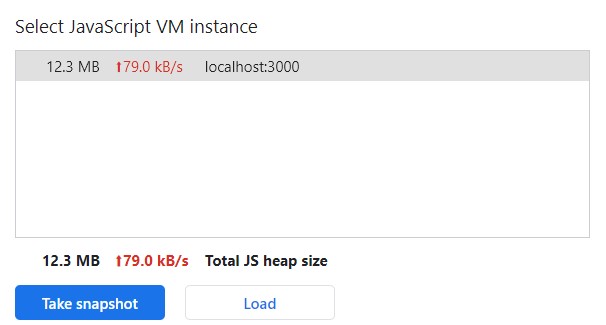 Select JavaScript VM instance
12.3 MB ⭡79.0 kB/s localhost:3000
12.3 MB ⭡79.0 kB/s Total JS heap size
Take snapshot Load